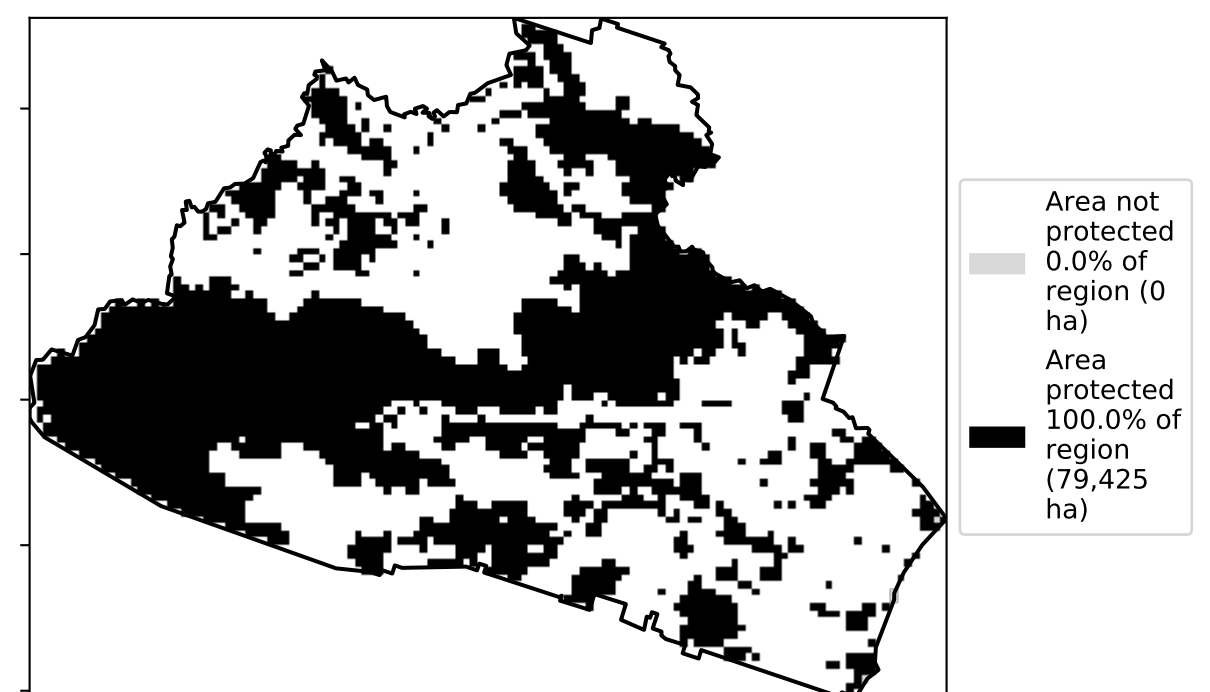 Area not
protected
0.0% of
region (0
ha)
Area
protected
100.0% of
region
(79,425
ha)